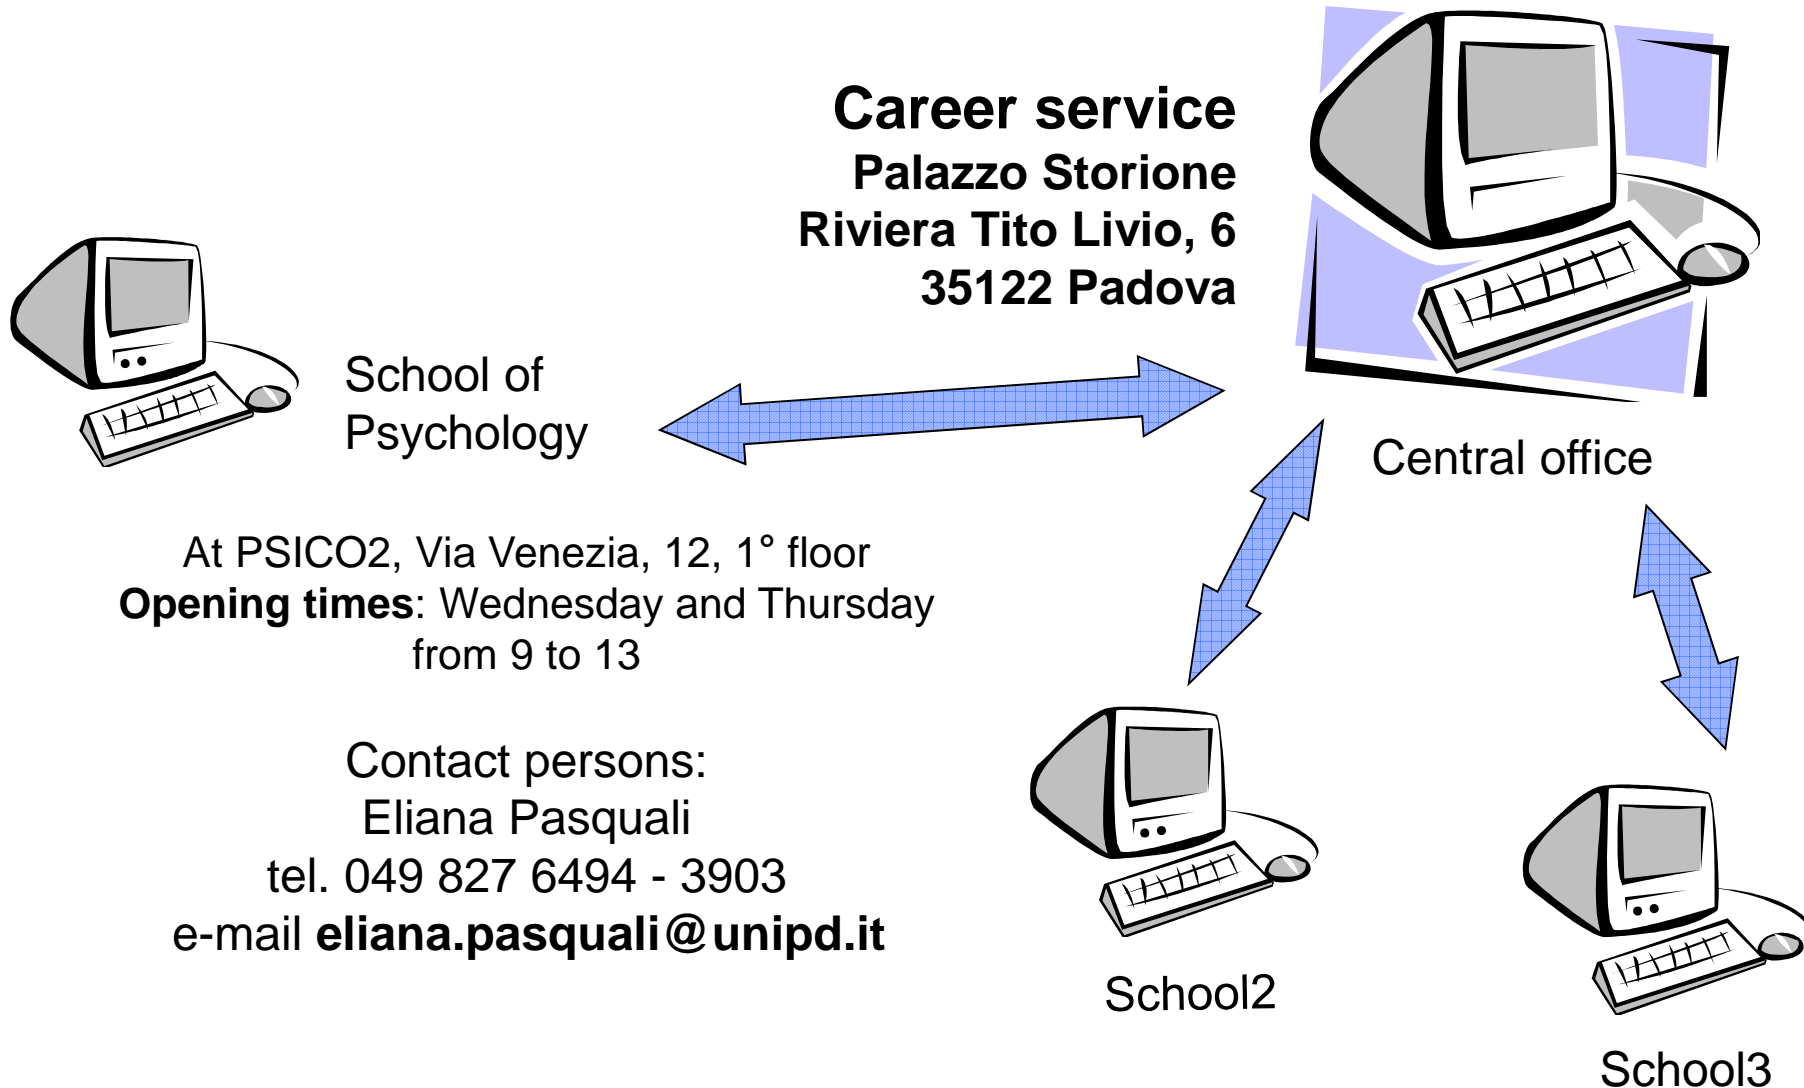 Career service
Palazzo Storione
Riviera Tito Livio, 6
35122 Padova
School of
Psychology
Central office
At PSICO2, Via Venezia, 12, 1° floor
Opening times: Wednesday and Thursday
from 9 to 13
Contact persons:
Eliana Pasquali
tel. 049 827 6494 - 3903
e-mail eliana.pasquali@unipd.it
School2
School3